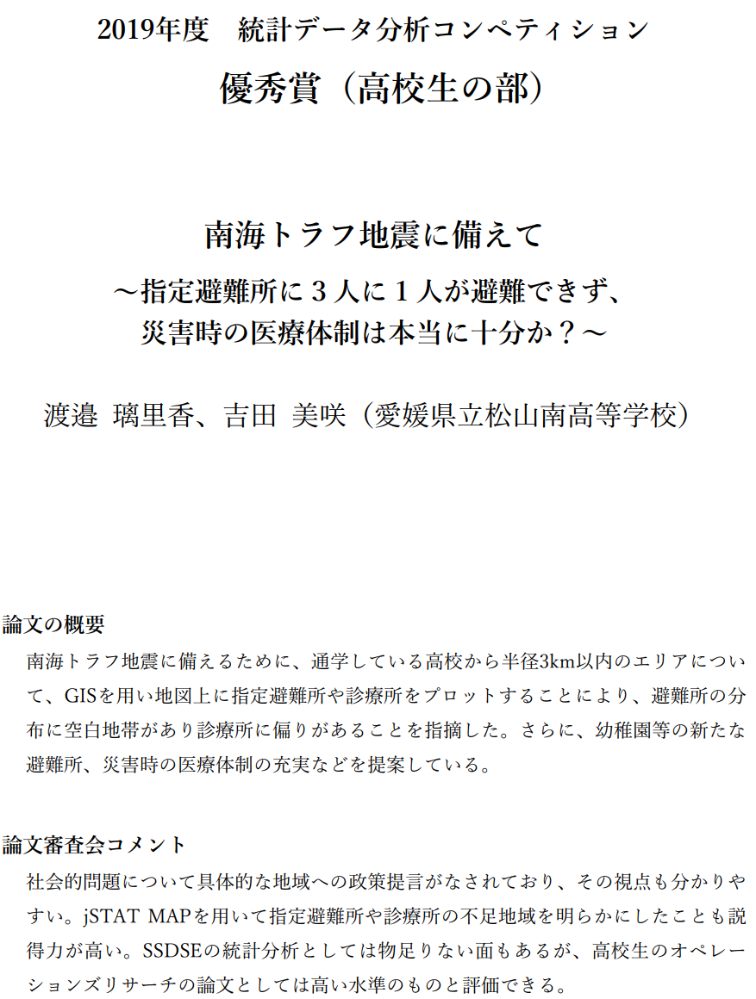 2019年度　統計データ分析コンペティション
優秀賞（高校生の部）
南海トラフ地震に備えて
～指定避難所に 3 人に 1 人が避難できず、
災害時の医療体制は本当に十分か？～
渡邉 璃里香、吉田 美咲（愛媛県立松山南高等学校）
論文の概要
南海トラフ地震に備えるために、通学している高校から半径3km以内のエリアについ
て、GISを用い地図上に指定避難所や診療所をプロットすることにより、避難所の分
布に空白地帯があり診療所に偏りがあることを指摘した。さらに、幼稚園等の新たな
避難所、災害時の医療体制の充実などを提案している。
論文審査会コメント
社会的問題について具体的な地域への政策提言がなされており、その視点も分かりや
すい。jSTAT MAPを用いて指定避難所や診療所の不足地域を明らかにしたことも説
得力が高い。SSDSEの統計分析としては物足りない面もあるが、高校生のオペレー
ションズリサーチの論文としては高い水準のものと評価できる。